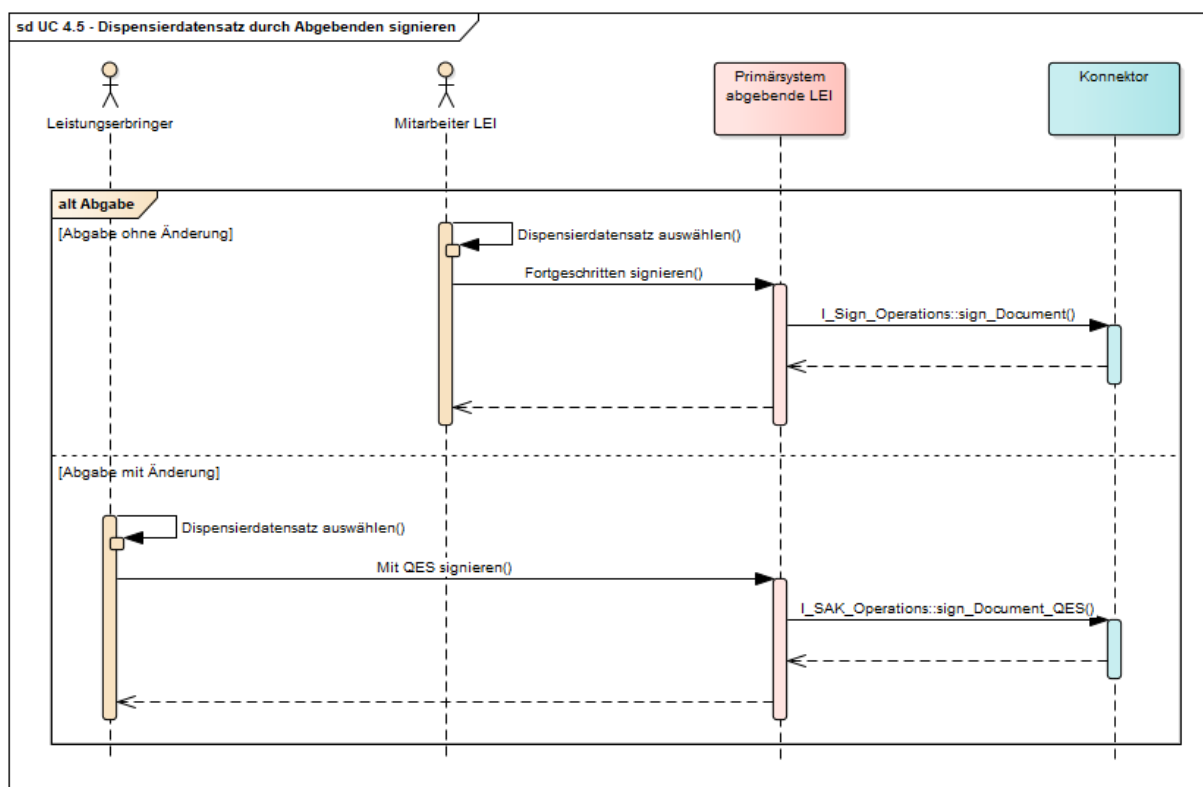 sd UC 4.5 - Dispensierdatensatz durch Abgebenden signieren
Leistungserbringer
Mitarbeiter LEI
Primärsystem
abgebende LEI
Konnektor
alt Abgabe
[Abgabe ohne Änderung]
Dispensierdatensatz auswählen()
Fortgeschritten signieren()
I_Sign_Operations::sign_Document()
[Abgabe mit Änderung]
Dispensierdatensatz auswählen()
Mit QES signieren()
I_SAK_Operations::sign_Document_QES()